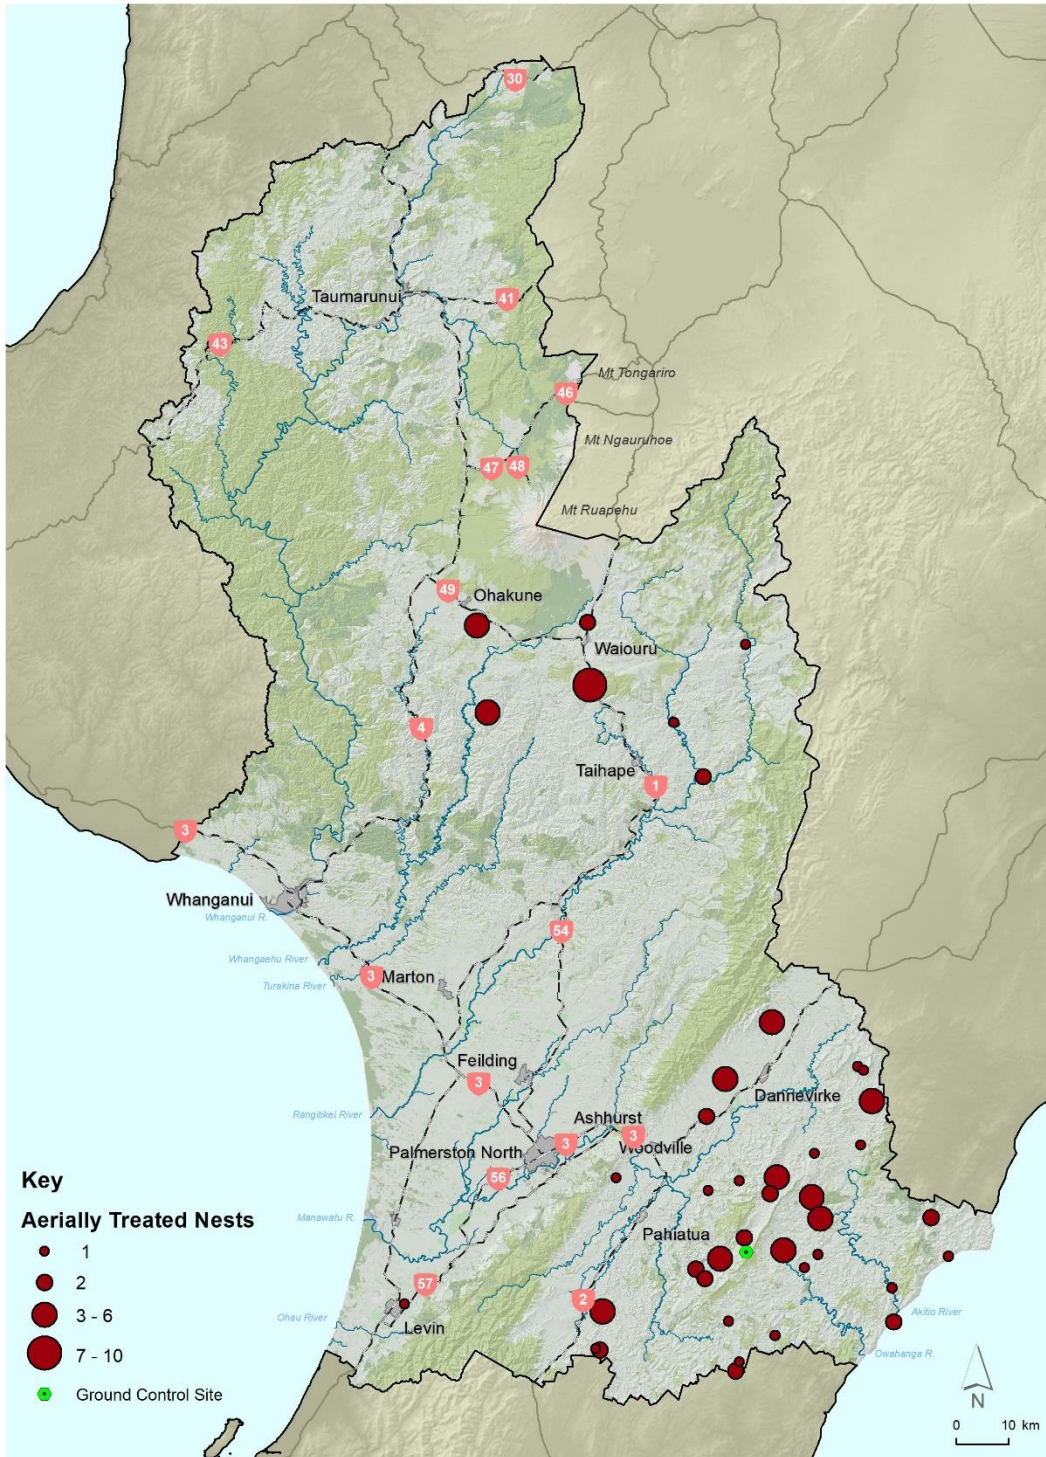 30
Taumarunui
41
43
Mt Tongariro
46
Mt Ngauruhoe
47
48
Mt Ruapehu
49
Ohakune
Waiouru
4
Taihape
1
3
Whanganui
Whanganui R.
54
Whangaehu River
3
Marton
Turakina River
Feilding
3
Dannevirke
Rangitikei River
Ashhurst
3
3
Woodville
Palmerston North
56
Key
Aerially Treated Nests
1
2
3 - 6
7 - 10
Ground Control Site
Manawatu R.
Pahiatua
57
2
Ohau River
Levin
Akitio River
Owahanga R.
N
0 10 km